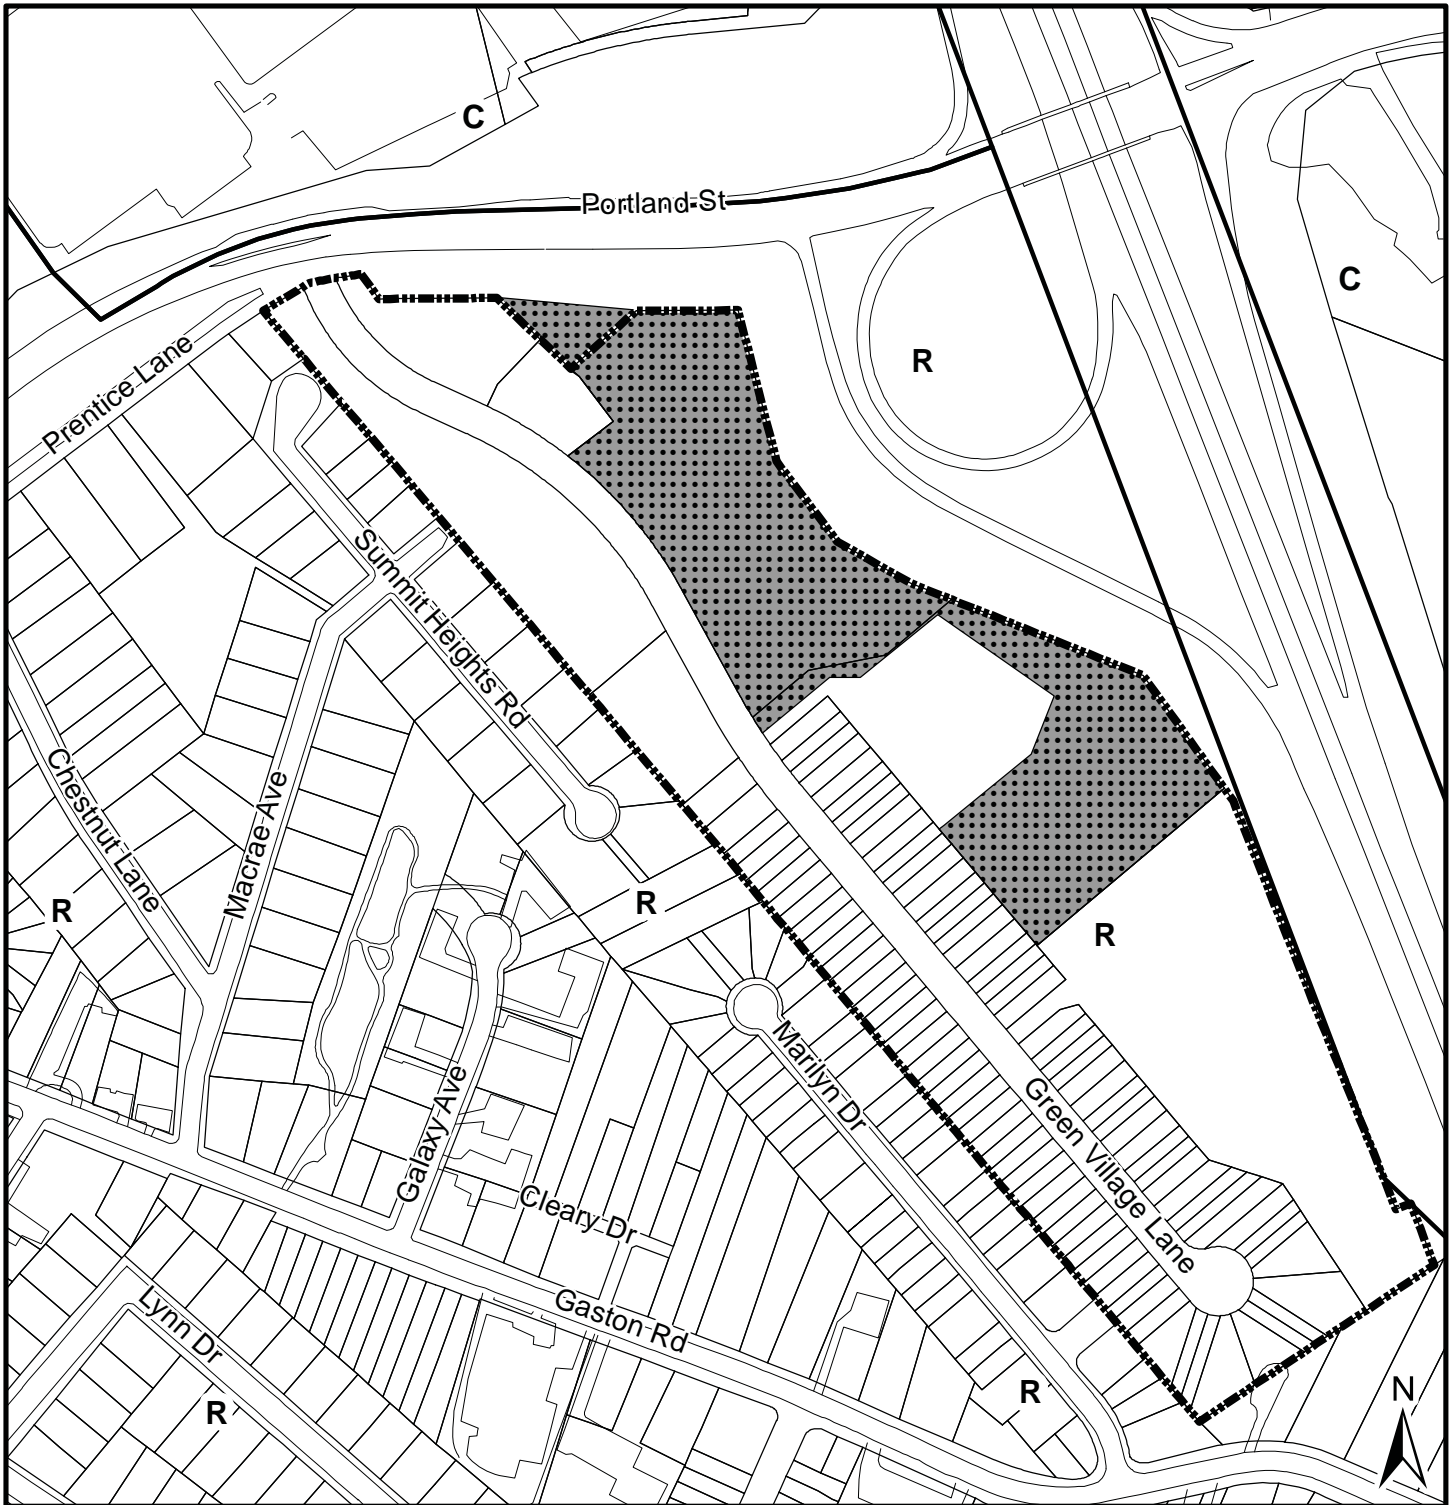 C
Portland St
C
R
Prentice Lane
Summit Heights Rd
Chestnut Lane
Macrae Ave
R
R
R
Marilyn Dr
Green Village Lane
Galaxy Ave
Cleary Dr
Gaston Rd
Lynn Dr
R
R
N